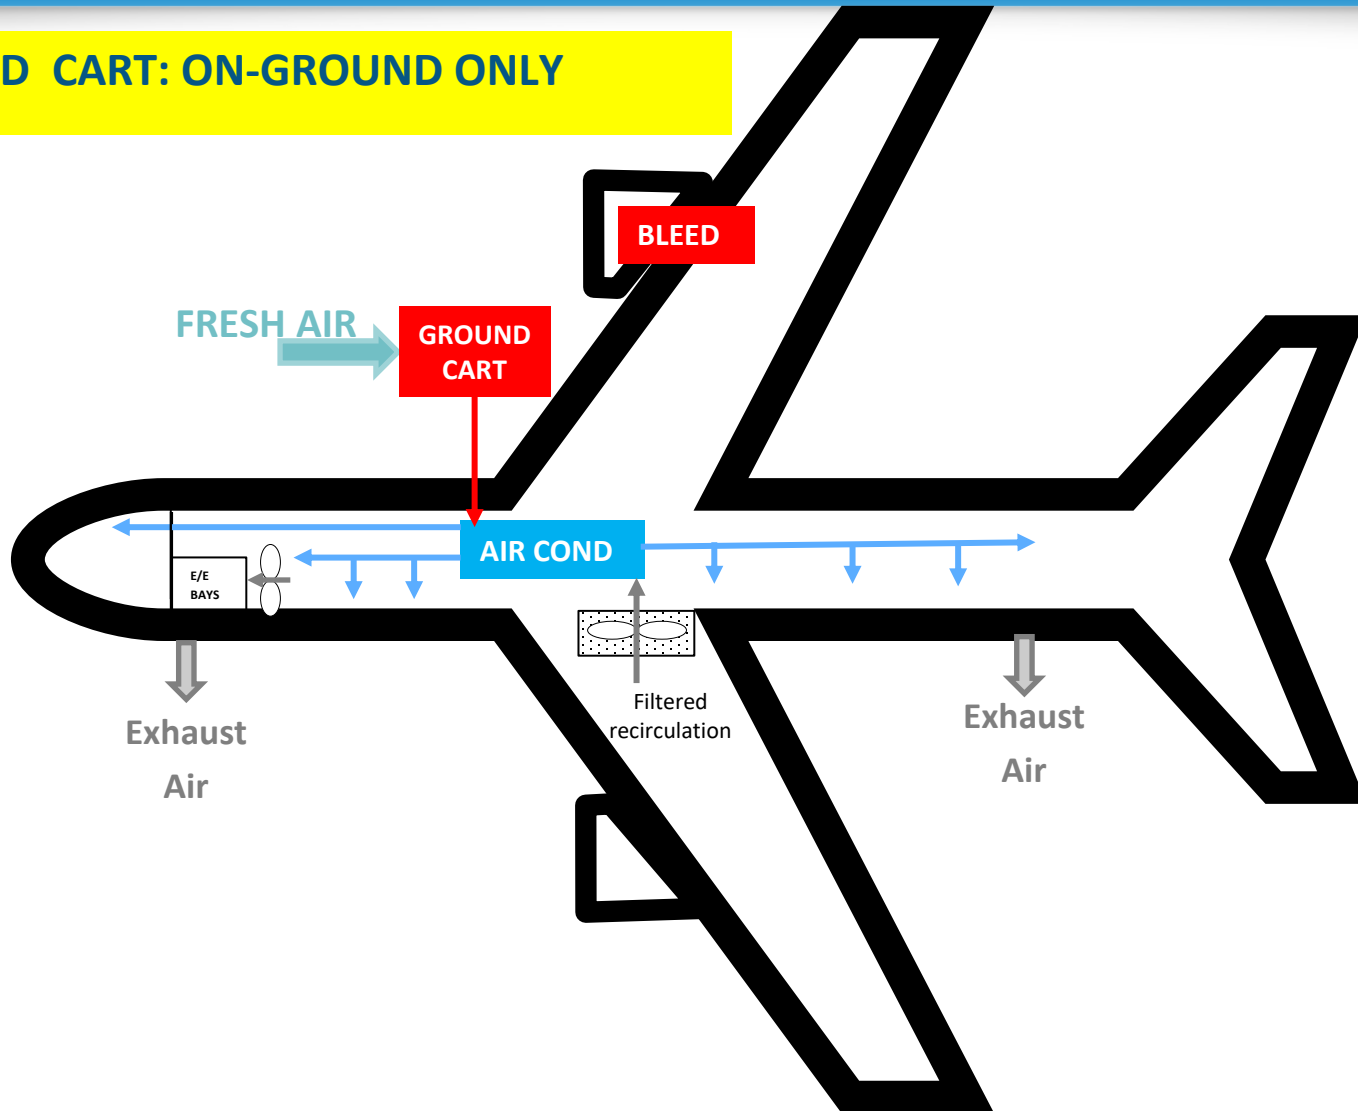 D CART: ON-GROUND ONLY
BLEED
FRESH AIR
GROUND
CART
AIR COND
E/E
BAYS
Filtered
recirculation
Exhaust
Air
Exhaust
Air